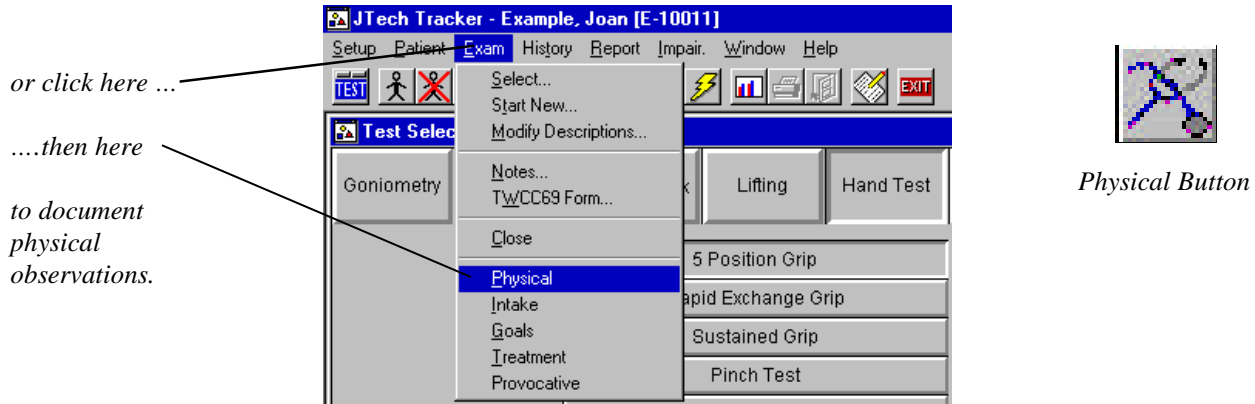 or click here …
….then here
to document
physical
observations.
JTech Tracker - Example, Joan [E-10011]
Setup Patient Exam History Report Impair. Window Help
TEST EXIT
Test Selec
Goniometry
k
Lifting
Hand Test
Select...
Start New...
Modify Descriptions...
Notes...
TWCC69 Form...
Close
Physical
Intake
Goals
Treatment
Provocative
5 Position Grip
apid Exchange Grip
Sustained Grip
Pinch Test
Physical Button